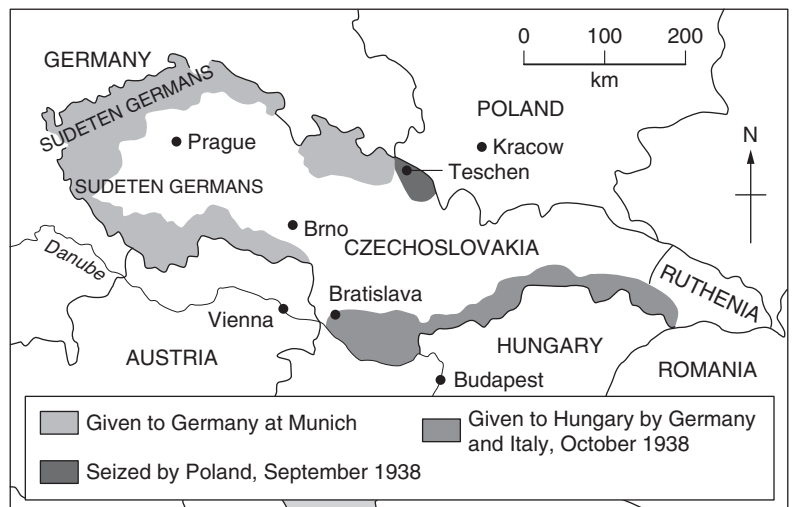 GERMANY
0 100 200
km
SUDETEN GERMANS
POLAND
N
Prague
Kracow
Teschen
SUDETEN GERMANS
Brno
CZECHOSLOVAKIA
Danube
RUTHENIA
Bratislava
Vienna
HUNGARY
AUSTRIA
ROMANIA
Budapest
Given to Germany at Munich
Seized by Poland, September 1938
Given to Hungary by Germany
and Italy, October 1938